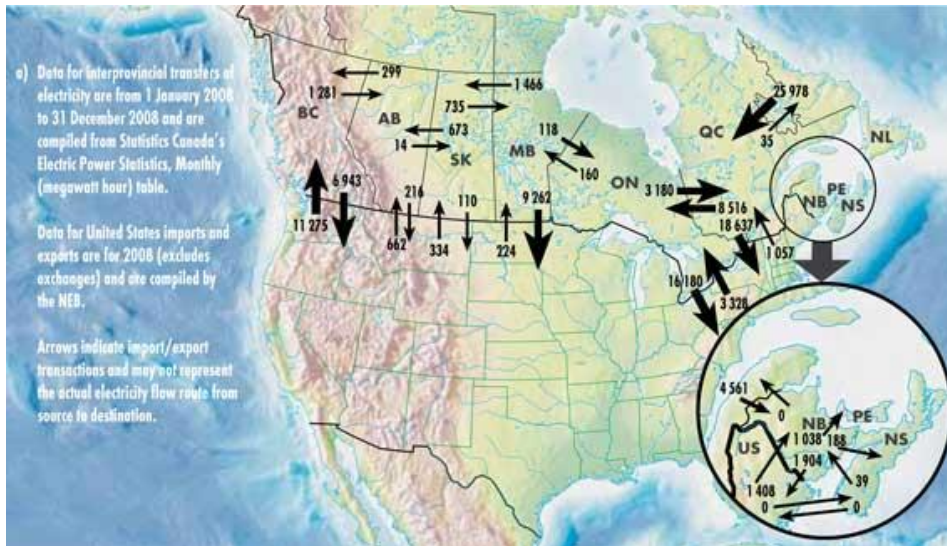 a) Data for interprovincial transfers of
electricity are from 1 January 2008
to 31 December 2008 and are
compiled from Statistics Canada's
Electric Power Statistics, Monthly
(megawatt hour) table.
Data for United States imports and
exports are for 2008 (excludes
exchanges) and are compiled by
the NEB.
Arrows indicate import/export
transactions and may not represent
the actual electricity flow route from
source to destination.
299
1 281
BC
AB
1 466
735
673
14
SK
MB
118
160
ON
QC
25 978
35
NL
3 180
8 516
18 637
1 057
PE
NB
NS
6 943
11 275
216
662
334
110
224
9 262
16 180
3 328
4 561
0
NB
PE
US
1 038
188
NS
1 904
1 408
39
0
0